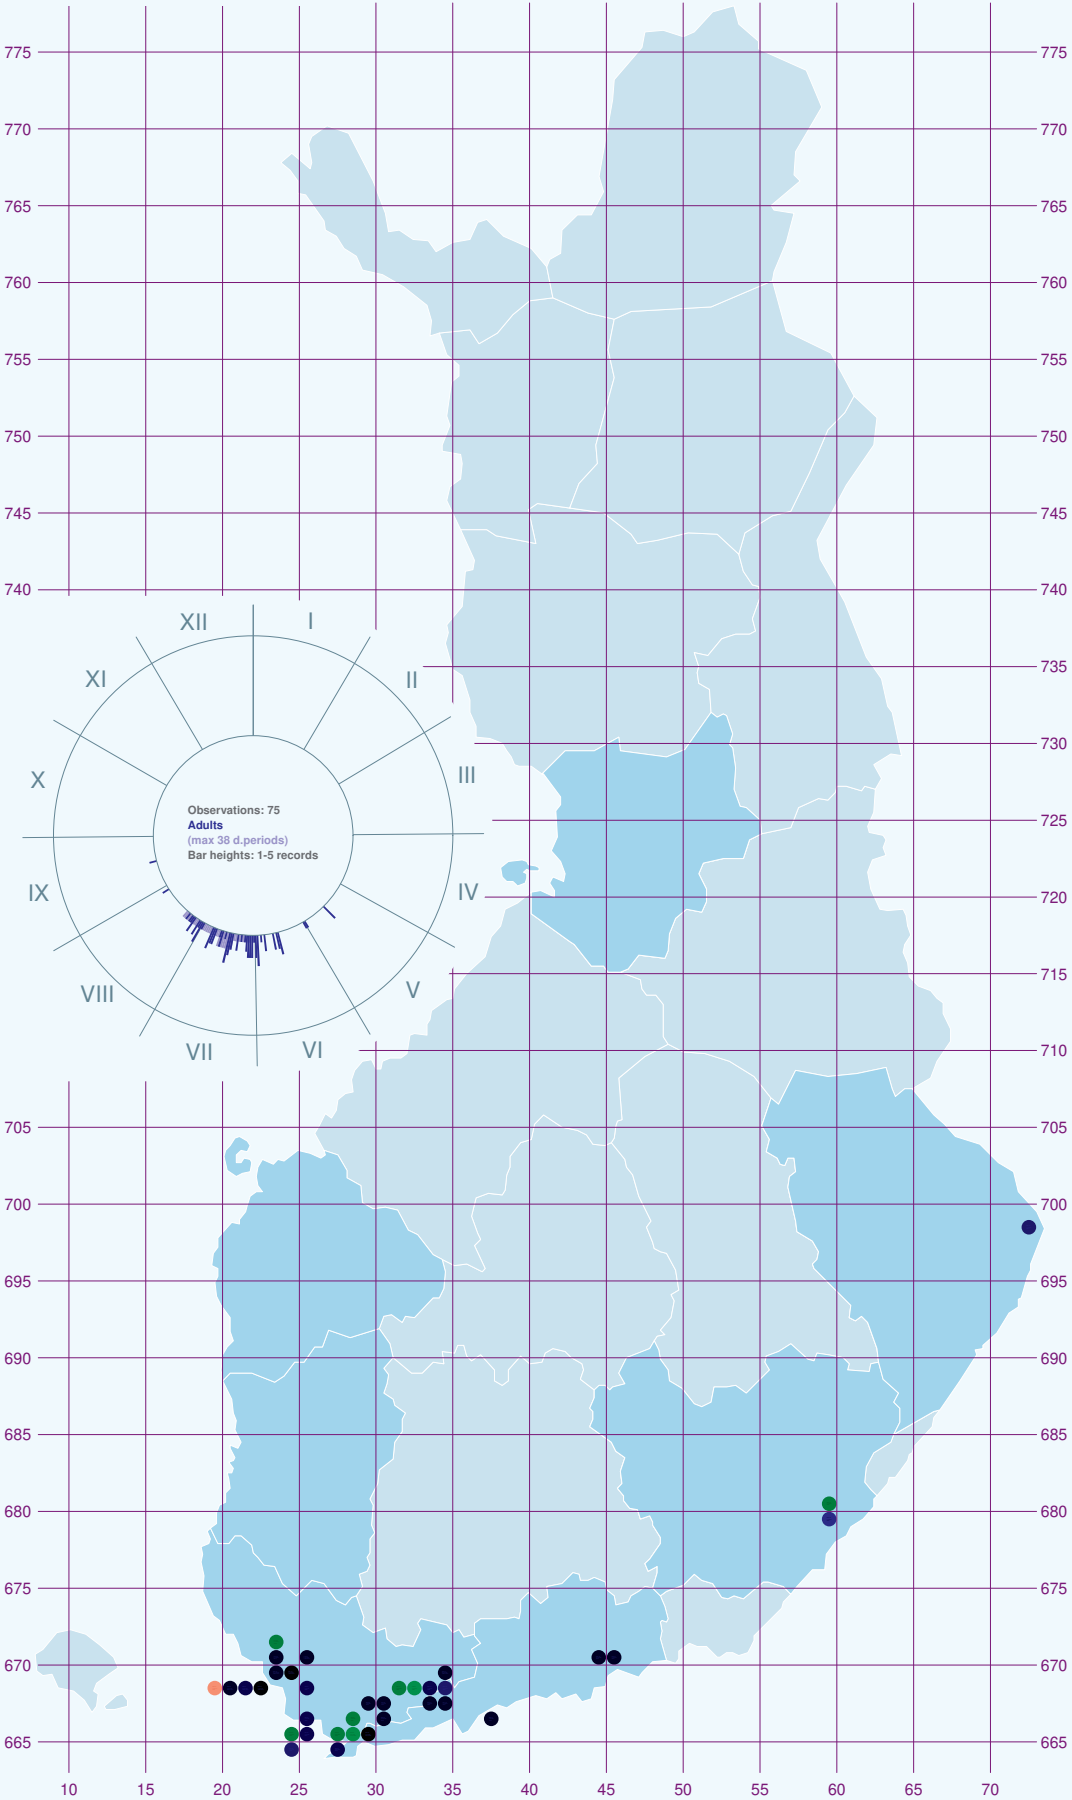 775 775
770 770
765 765
760 760
755 755
750 750
745 745
740 740
XII I
XI II
735 735
730 730
X III
Observations: 75
Adults
(max 38 d.periods)
Bar heights: 1-5 records
725 725
IX IV
720 720
715 715
VIII V
VII VI
710 710
705 705
700 700
695 695
690 690
685 685
680 680
675 675
670 670
665 665
10 15 20 25 30 35 40 45 50 55 60 65 70